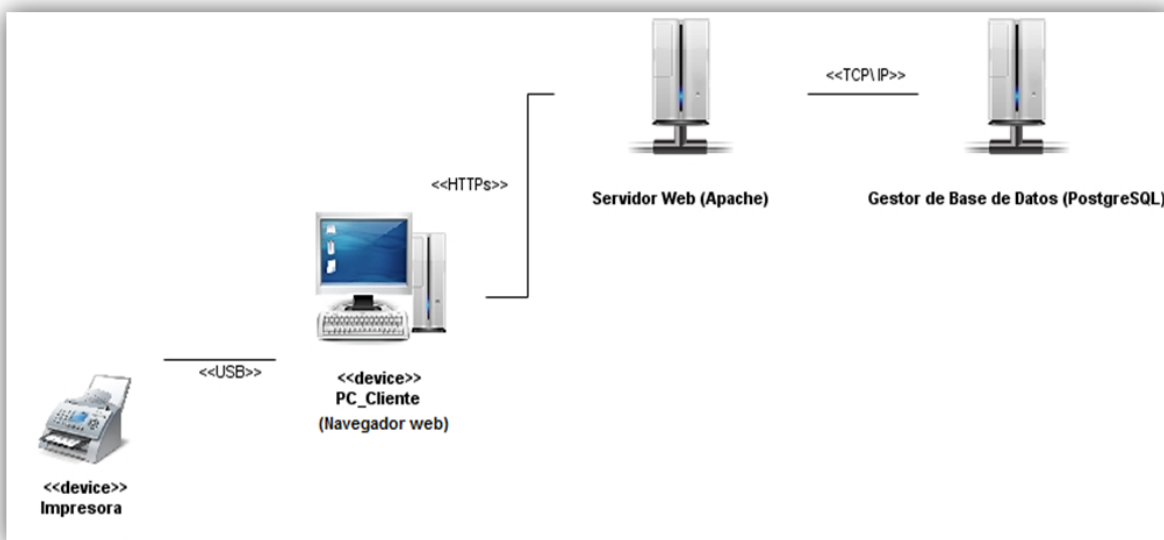 <<TCP\IP>>
<<HTTPs>>
Servidor Web (Apache)
Gestor de Base de Datos (PostgreSQL)
<<USB>>
<<device>>
PC_Cliente
(Navegador web)
<<device>>
Impresora